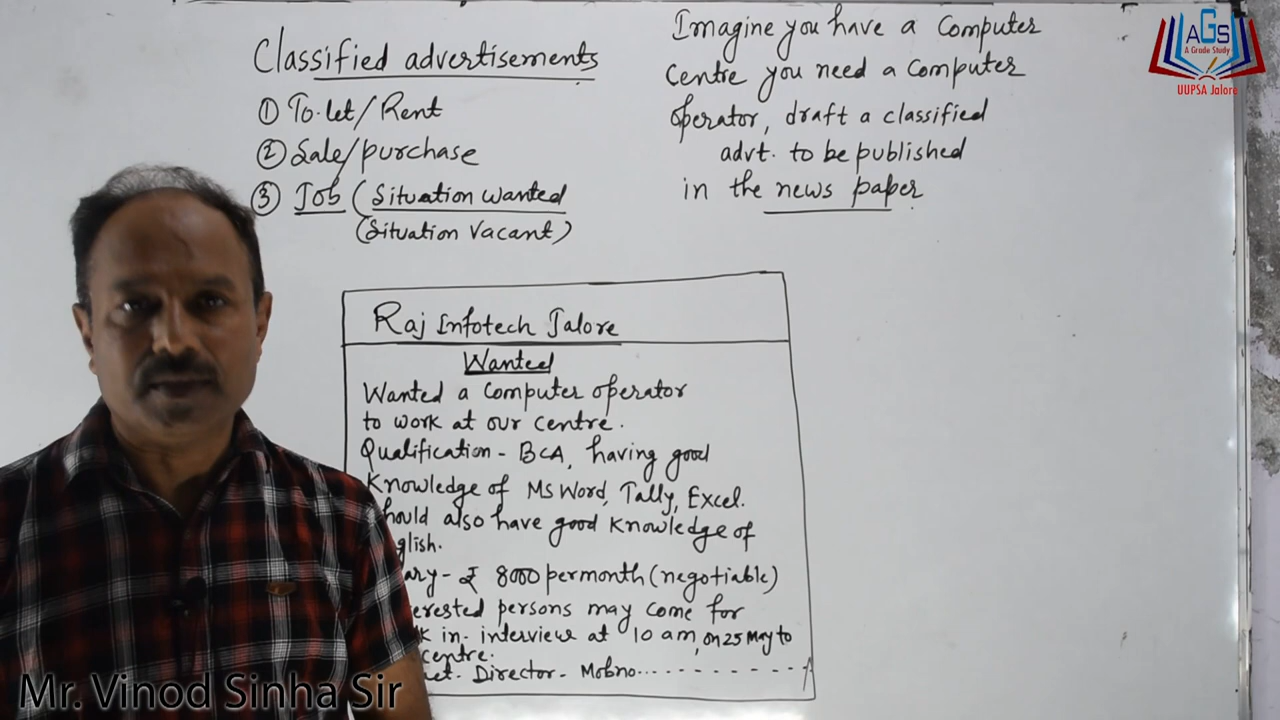 Classified advertisements
① To-let/Rent
② Sale/purchase
③ Job (Situation wanted
(Situation Vacant)
Imagine you have a Computer
Centre you need a Computer
Operator, draft a classified
advt. to be published
in the news paper
AGS
A Grade Study
UUPSA Jalore
Raj Infotech Jalore
Wanted
Wanted a Computer operator
to work at our centre.
Qualification - BCA, having good
Knowledge of Ms Word, Tally, Excel.
hould also have good Knowledge of
glish.
ary - ₹ 8000 per month (negotiable)
erested persons may come for
k in- interview at 10 am, on 25 May to
centre.
ct. Director - Mobno...........
Mr. Vinod Sinha Sir